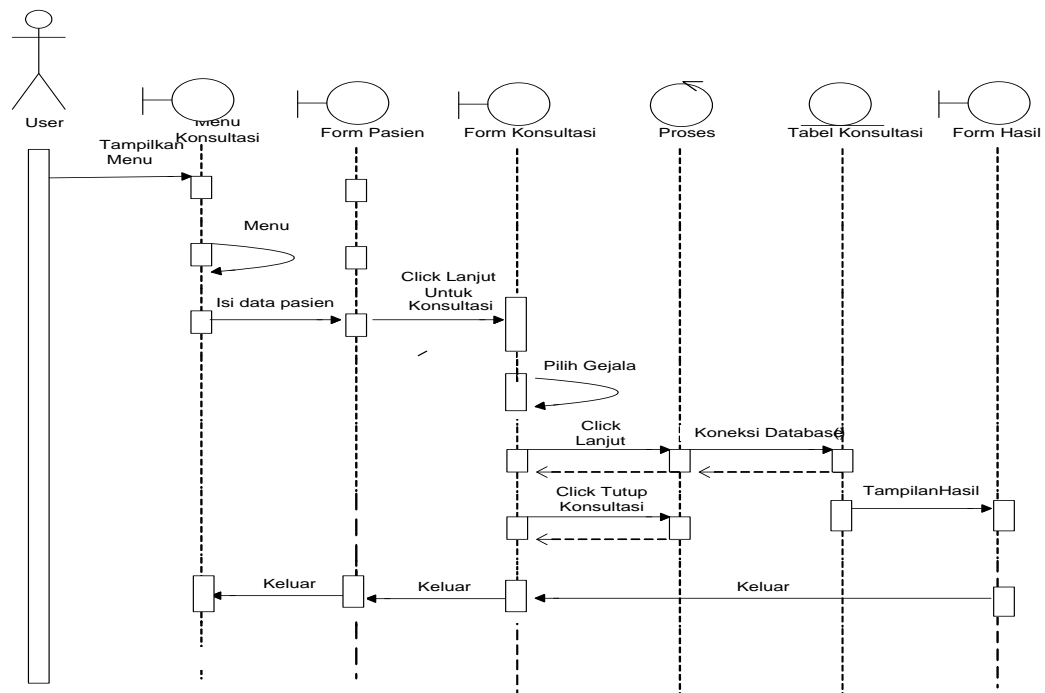 User
Menu
Konsultasi
Form Pasien
Form Konsultasi
Proses
Tabel Konsultasi
Form Hasil
Tampilkan
Menu
Menu
Isi data pasien
Click Lanjut
Untuk
Konsultasi
Pilih Gejala
Click
Lanjut
Koneksi Database()
Click Tutup
Konsultasi
TampilanHasil
Keluar
Keluar
Keluar